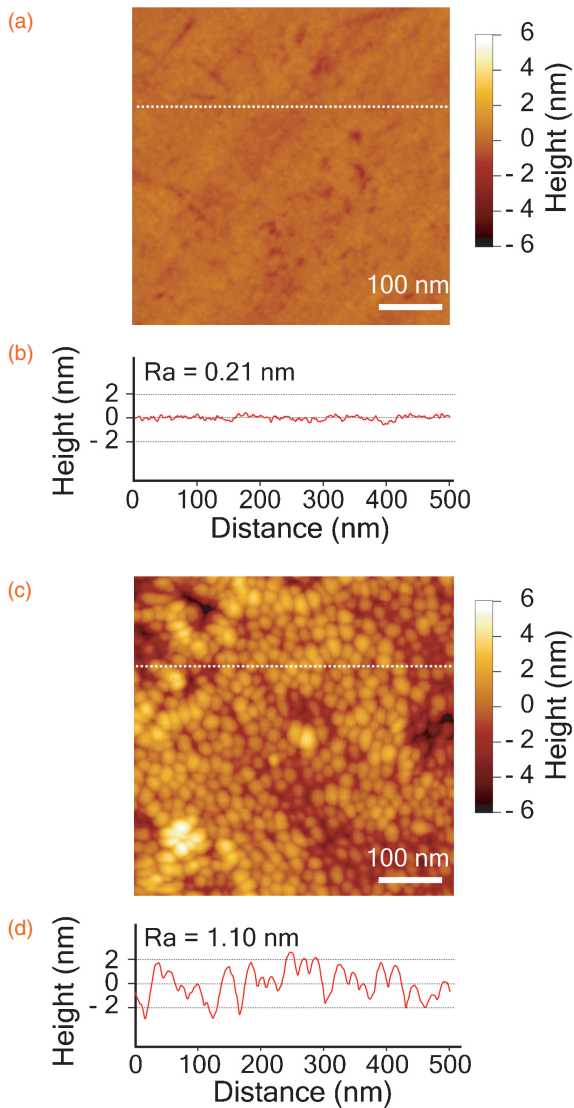 (a)
6
4
2
0
- 2
- 4
- 6
Height (nm)
100 nm
(b)
Ra = 0.21 nm
Height (nm)
2
0
- 2
0 100 200 300 400 500
Distance (nm)
(c)
6
4
2
0
- 2
- 4
- 6
Height (nm)
100 nm
(d)
Ra = 1.10 nm
Height (nm)
2
0
- 2
0 100 200 300 400 500
Distance (nm)